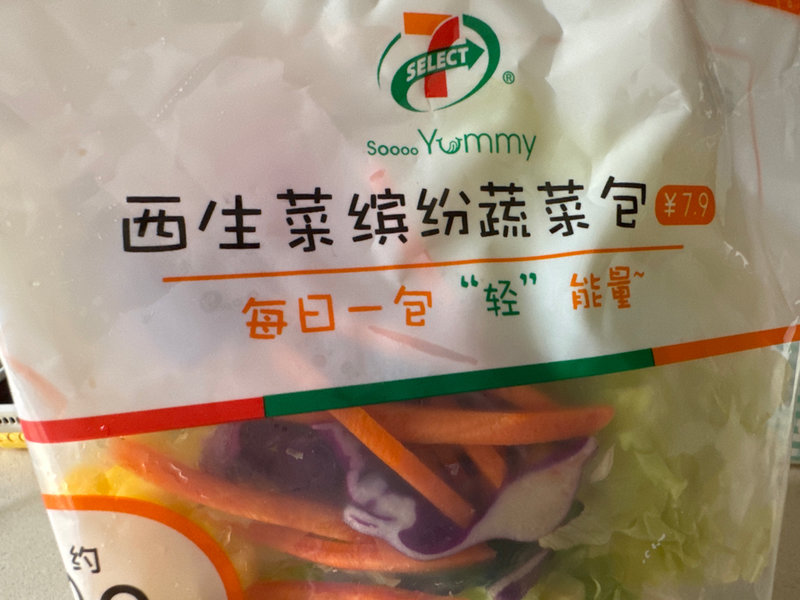 7
SELECT®
Soooo Yummy
西生菜缤纷蔬菜包 ¥7.9
每日一包“轻”能量~
约